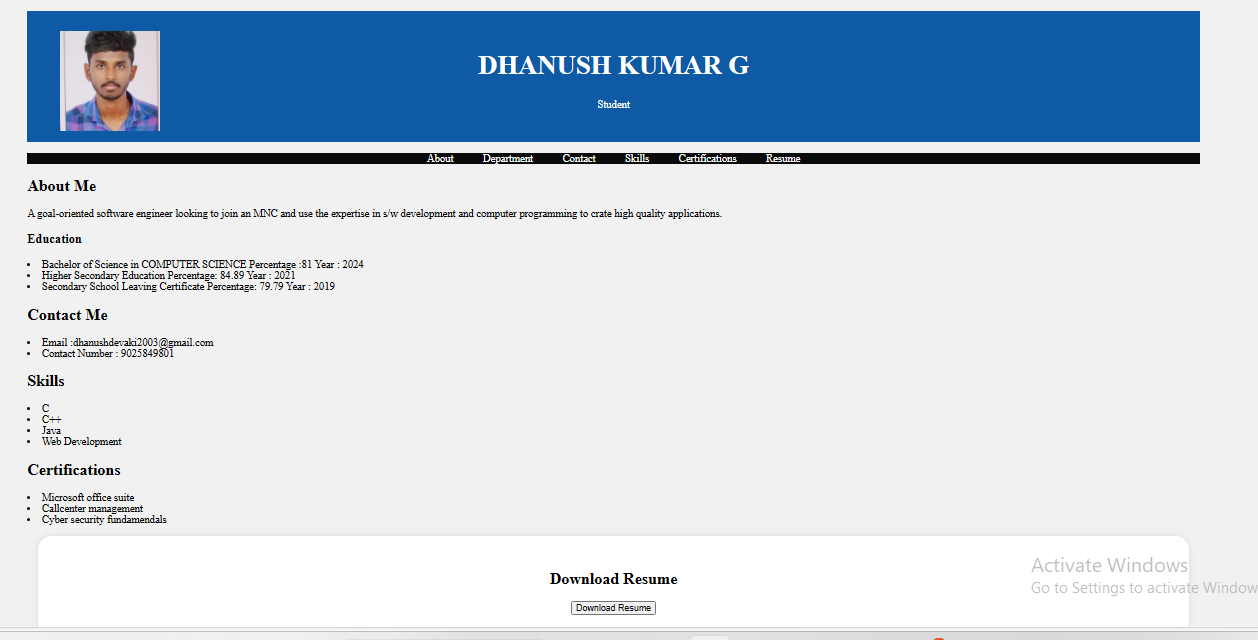 DHANUSH KUMAR G
Student
About Department Contact Skills Certifications Resume
About Me
A goal-oriented software engineer looking to join an MNC and use the expertise in s/w development and computer programming to crate high quality applications.
Education
• Bachelor of Science in COMPUTER SCIENCE Percentage :81 Year : 2024
• Higher Secondary Education Percentage: 84.89 Year : 2021
• Secondary School Leaving Certificate Percentage: 79.79 Year : 2019
Contact Me
• Email :dhanushdevaki2003@gmail.com
• Contact Number : 9025849801
Skills
• C
• C++
• Java
• Web Development
Certifications
• Microsoft office suite
• Callcenter management
• Cyber security fundamendals
Download Resume
Download Resume
Activate Windows
Go to Settings to activate Window